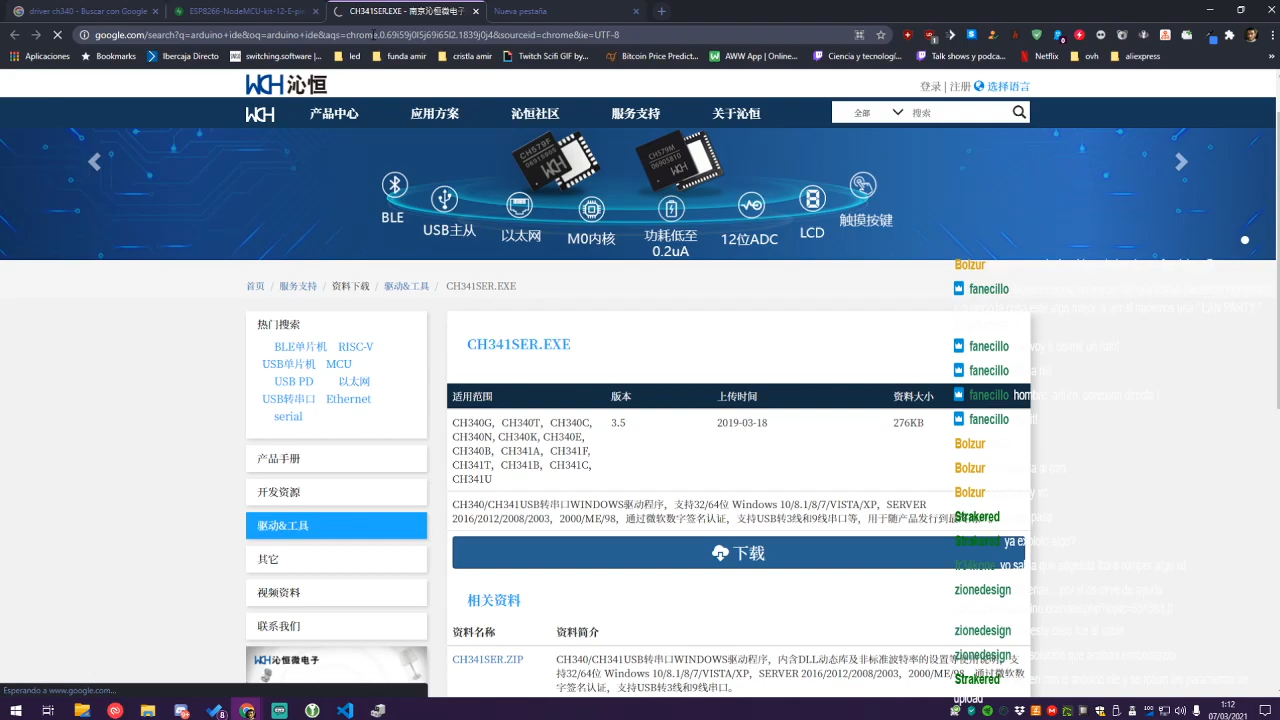 driver ch340 - Buscar con Google
ESP8266-NodeMCU-kit-12-E-pi
CH341SER.EXE - 南京沁恒微电子
Nueva pestaña
google.com/search?q=arduino+ide&oq=arduino+ide&aqs=chrome.0.69i59j0l5j69i65l2.1839j0j4&sourceid=chrome&ie=UTF-8
Aplicaciones
Bookmarks
Iberica Directo
switching.software |...
led
funda cristi
cristla armi
Bitcoin Price Predict...
AWW App | Online...
Ciencia y tecnologí...
Talk Shows y podca...
Netflix
ovh
aliexpress
WCH 沁恒
登录 | 注册 选择语言
WCH 产品中心 应用方案 沁恒社区 服务支持 关于沁恒 全部 搜索
CH579F
CH579M
WCH
BLE
USB主从
以太网
M0内核
功耗低至
0.2uA
12位ADC
LCD
触摸按键
首页 / 服务支持 / 资料下载 / 驱动&工具 / CH341SER.EXE
热门搜索
BLE单片机 RISC-V
USB单片机 MCU
USB PD 以太网
USB转串口 Ethernet
serial
产品手册
开发资源
驱动&工具
其它
视频资料
联系我们
WCH 沁恒微电子
CH341SER.EXE
适用范围 版本 上传时间 资料大小
CH340G, CH340T, CH340C, 3.5 2019-03-18 276KB
CH340N, CH340K, CH340E,
CH340B, CH341A, CH341F,
CH341T, CH341B, CH341C,
CH341U
CH340/CH341USB转串口WINDOWS驱动程序，支持32/64位 Windows 10/8.1/8/7/VISTA/XP，SERVER
2016/2012/2008/2003，2000/ME/98，通过微软数字签名认证，支持USB转3线和9线串口等，用于随产品发行到最
下载
相关资料
资料名称 资料简介
CH341SER.ZIP CH340/CH341USB转串口WINDOWS驱动程序，内含DLL动态库及非标准波特率的设置等使用说明，支
持32/64位 Windows 10/8.1/8/7/VISTA/XP，SERVER 2016/2012/2008/2003，2000/ME/98，通过微软数
字签名认证，支持USB转3线和9线串口。
Bolzur
fanecillo
fanecillo
fanecillo
fanecillo
fanecillo
Bolzur
Bolzur
Bolzur
Strakered
Strakered
zionedesign
zionedesign
zionedesign
Strakered
upload
Esperando a www.google.com...
1:12
07/03/2021